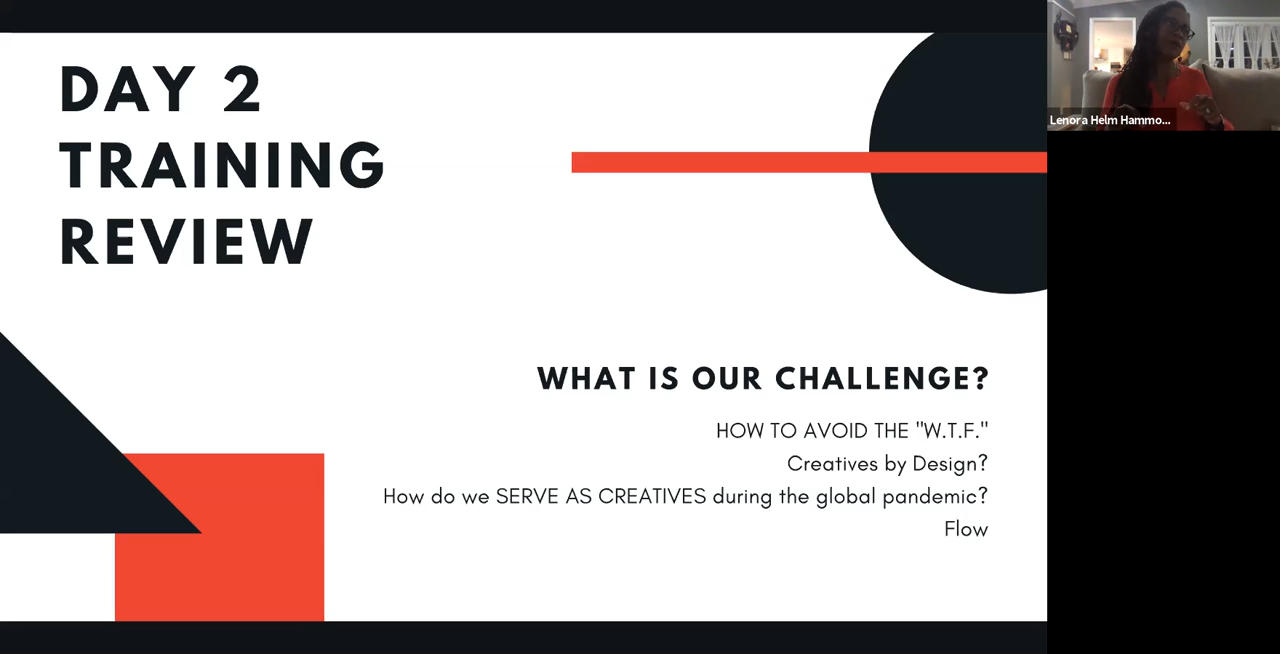 DAY 2
TRAINING
REVIEW
Lenora Helm Hammo...
WHAT IS OUR CHALLENGE?
HOW TO AVOID THE "W.T.F."
Creatives by Design?
How do we SERVE AS CREATIVES during the global pandemic?
Flow